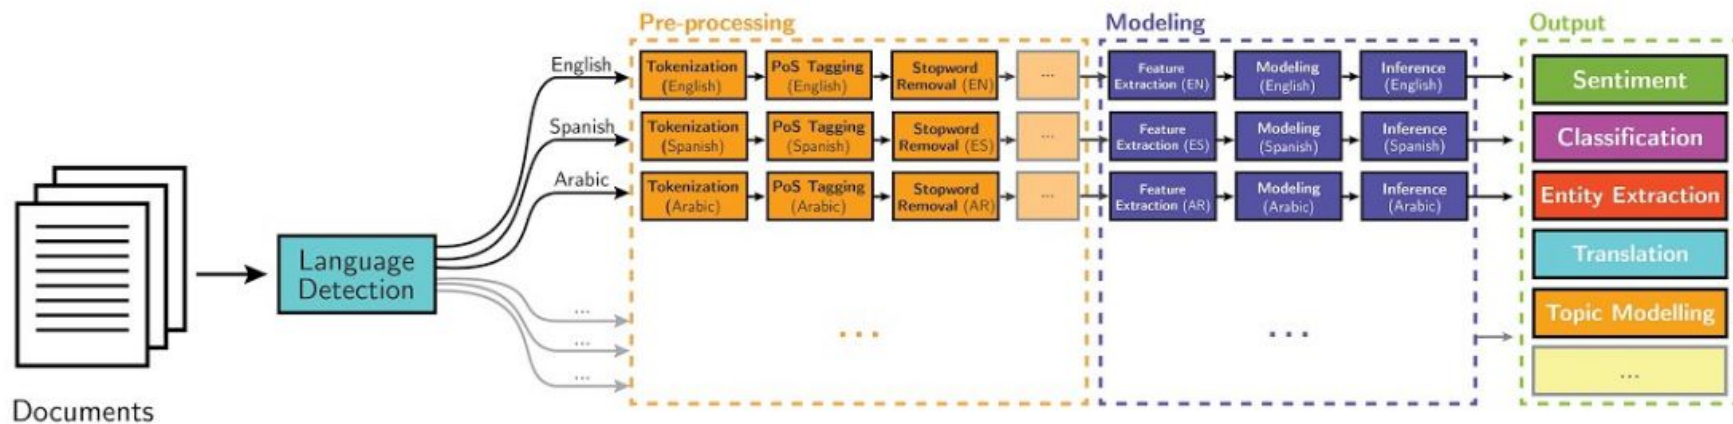 Pre-processing
Modeling
Output
English
Tokenization
(English)
PoS Tagging
(English)
Stopword
Removal (EN)
...
Feature
Extraction (EN)
Modeling
(English)
Inference
(English)
Sentiment
Spanish
Tokenization
(Spanish)
PoS Tagging
(Spanish)
Stopword
Removal (ES)
...
Feature
Extraction (ES)
Modeling
(Spanish)
Inference
(Spanish)
Classification
Arabic
Tokenization
(Arabic)
PoS Tagging
(Arabic)
Stopword
Removal (AR)
...
Feature
Extraction (AR)
Modeling
(Arabic)
Inference
(Arabic)
Entity Extraction
Language
Detection
Translation
...
...
...
...
...
Topic Modelling
...
Documents